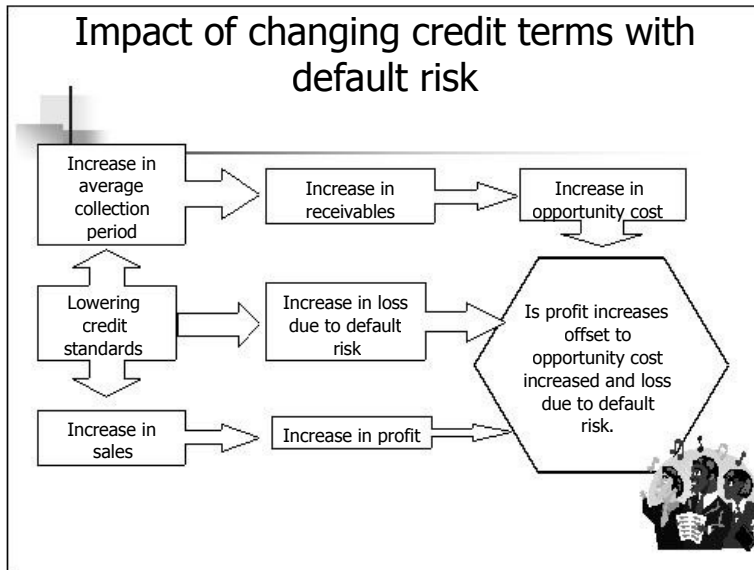 Impact of changing credit terms with
default risk
Increase in
average
collection
period
Increase in
receivables
Increase in
opportunity cost
Lowering
credit
standards
Increase in loss
due to default
risk
Is profit increases
offset to
opportunity cost
increased and loss
due to default
risk.
Increase in
sales
Increase in profit